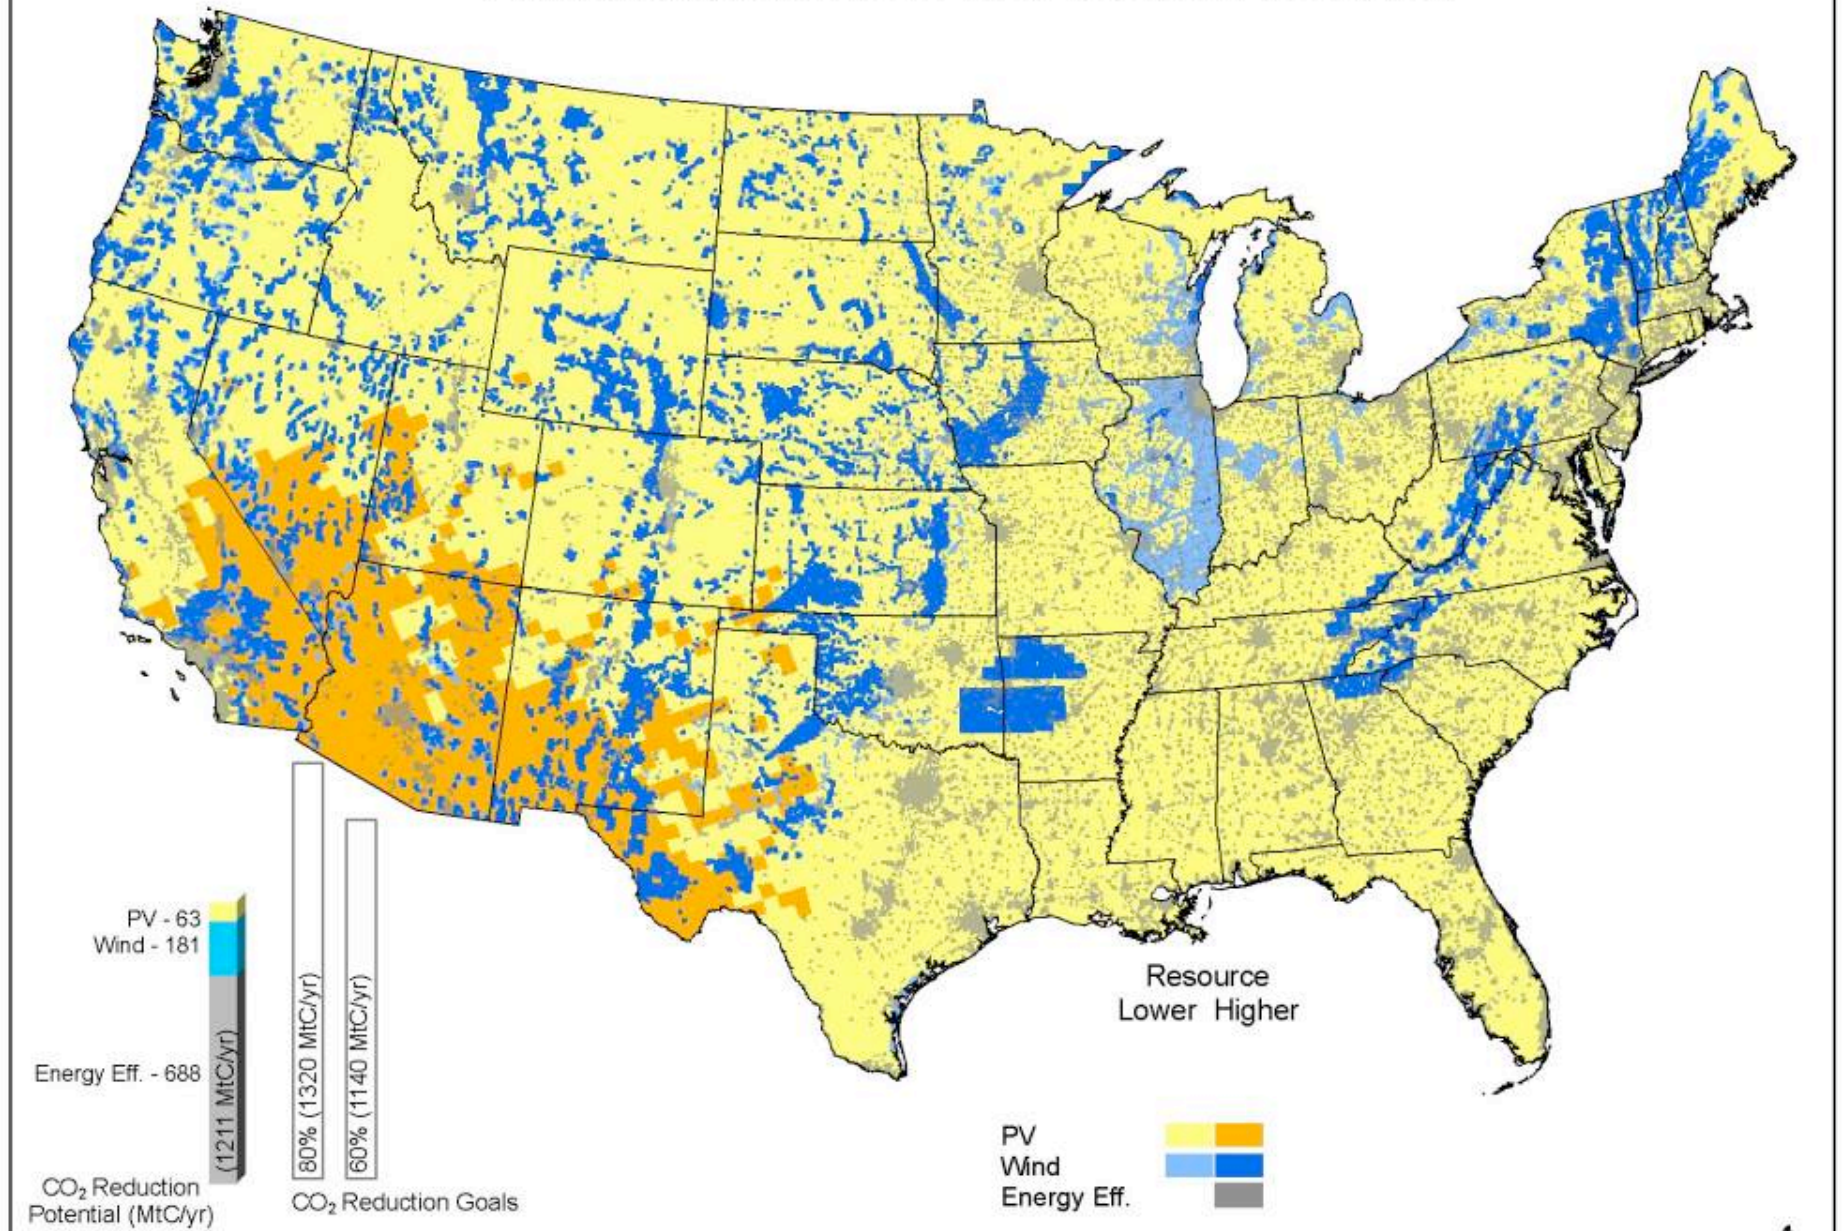 PV - 63
Wind - 181
Energy Eff. - 688
(1211 MtC/yr)
CO₂ Reduction
Potential (MtC/yr)
80% (1320 MtC/yr)
60% (1140 MtC/yr)
CO₂ Reduction Goals
Resource
Lower Higher
PV
Wind
Energy Eff.